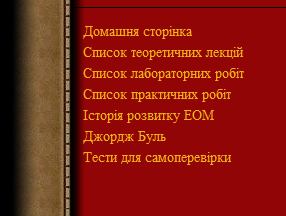 Домашня сторінка
Список теоретичних лекцій
Список лабораторних робіт
Список практичних робіт
Історія розвитку ЕОМ
Джордж Буль
Тести для самоперевірки